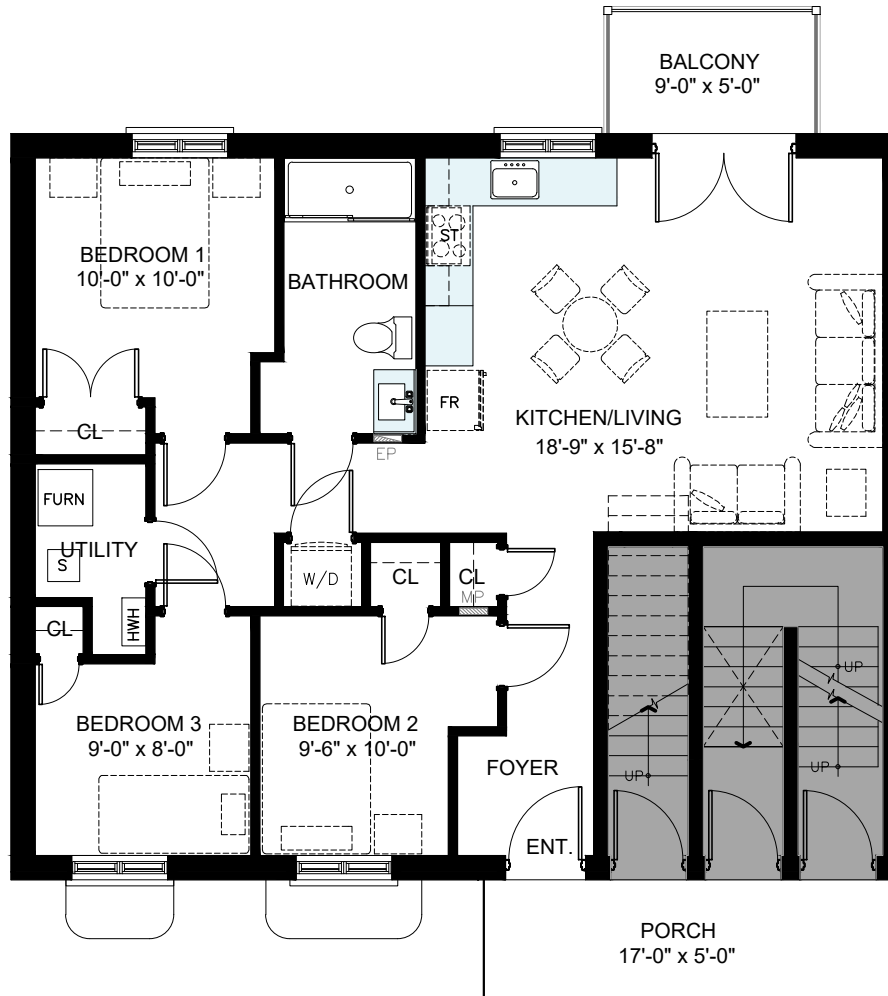 BALCONY
9'-0" x 5'-0"
BEDROOM 1
10'-0" x 10'-0"
BATHROOM
ST
FR
KITCHEN/LIVING
18'-9" x 15'-8"
CL
EP
FURN
UTILITY
S
W/D
CL
CL
MP
HWH
CL
BEDROOM 3
9'-0" x 8'-0"
BEDROOM 2
9'-6" x 10'-0"
FOYER
ENT.
UP
UP
UP
PORCH
17'-0" x 5'-0"